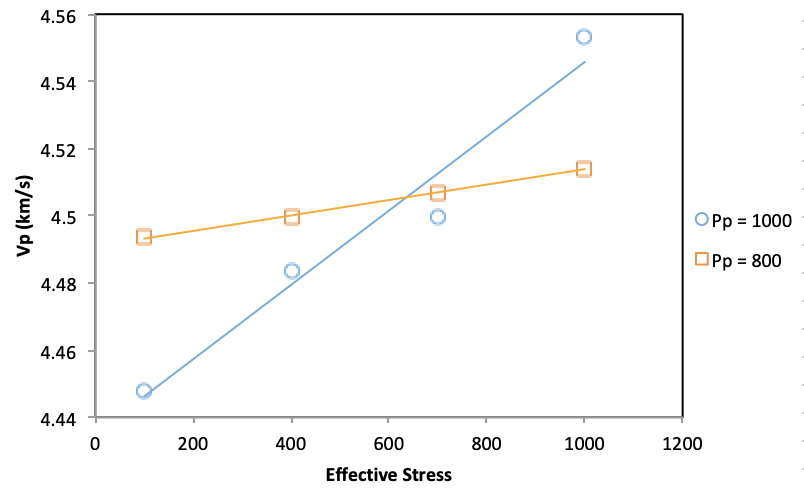 4.56
4.54
4.52
4.5
4.48
4.46
4.44
Vp (km/s)
0 200 400 600 800 1000 1200
Effective Stress
Pp = 1000
Pp = 800